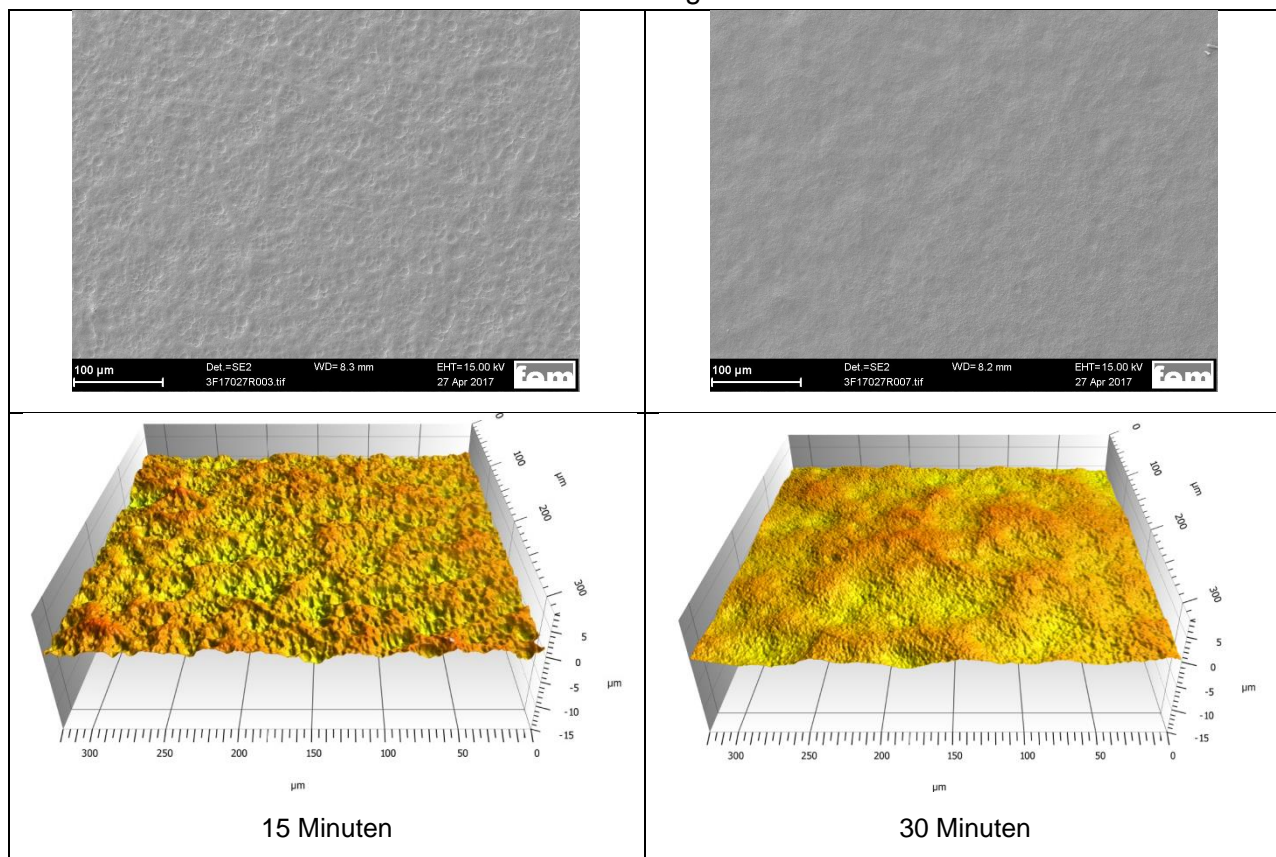 g
100 µm
Det.=SE2
WD= 8.3 mm
EHT=15.00 kV
3F17027R003.tif
27 Apr 2017
fem
100 µm
Det.=SE2
WD= 8.2 mm
EHT=15.00 kV
3F17027R007.tif
27 Apr 2017
fem
0
100
µm
200
300
5
0
-5
µm
-10
-15
300
250
200
150
100
50
0
µm
0
100
µm
200
300
5
0
-5
µm
-10
-15
300
250
200
150
100
50
0
µm
15 Minuten
30 Minuten